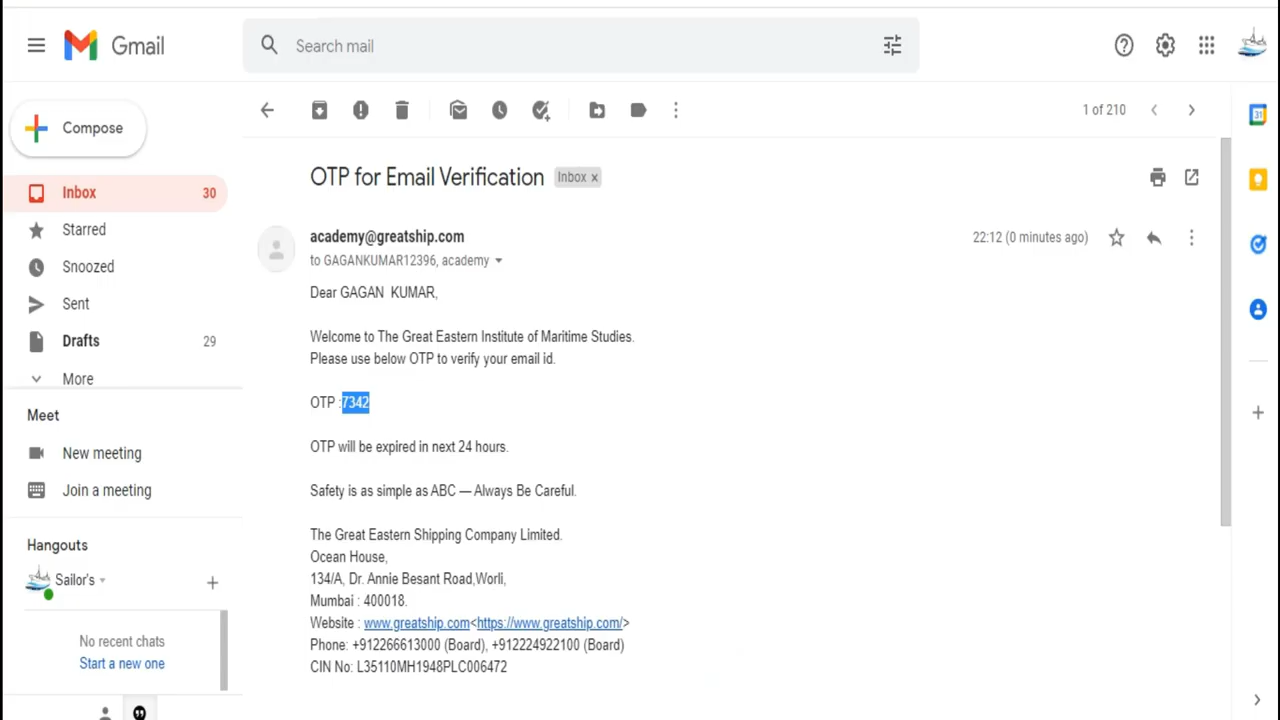 Gmail
Search mail
1 of 210
Compose
OTP for Email Verification Inbox x
Inbox 30
Starred
Snoozed
Sent
Drafts 29
More
academy@greatship.com 22:12 (0 minutes ago)
to GAGANKUMAR12396, academy
Dear GAGAN KUMAR,
Welcome to The Great Eastern Institute of Maritime Studies.
Please use below OTP to verify your email id.
OTP :7342
OTP will be expired in next 24 hours.
Safety is as simple as ABC — Always Be Careful.
The Great Eastern Shipping Company Limited.
Ocean House,
134/A, Dr. Annie Besant Road,Worli,
Mumbai : 400018.
Website : www.greatship.com<https://www.greatship.com/>
Phone: +912266613000 (Board), +912224922100 (Board)
CIN No: L35110MH1948PLC006472
Meet
New meeting
Join a meeting
Hangouts
Sailor's
No recent chats
Start a new one
31